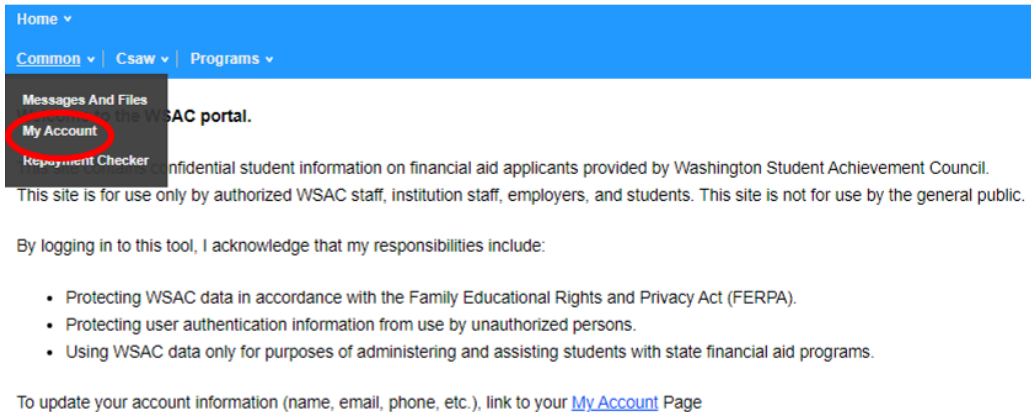 Home
Common | Csaw | Programs
Messages And Files
Welcome to the WSAC portal.
My Account
Repayment Checker
This site contains confidential student information on financial aid applicants provided by Washington Student Achievement Council.
This site is for use only by authorized WSAC staff, institution staff, employers, and students. This site is not for use by the general public.
By logging in to this tool, I acknowledge that my responsibilities include:
• Protecting WSAC data in accordance with the Family Educational Rights and Privacy Act (FERPA).
• Protecting user authentication information from use by unauthorized persons.
• Using WSAC data only for purposes of administering and assisting students with state financial aid programs.
To update your account information (name, email, phone, etc.), link to your My Account Page